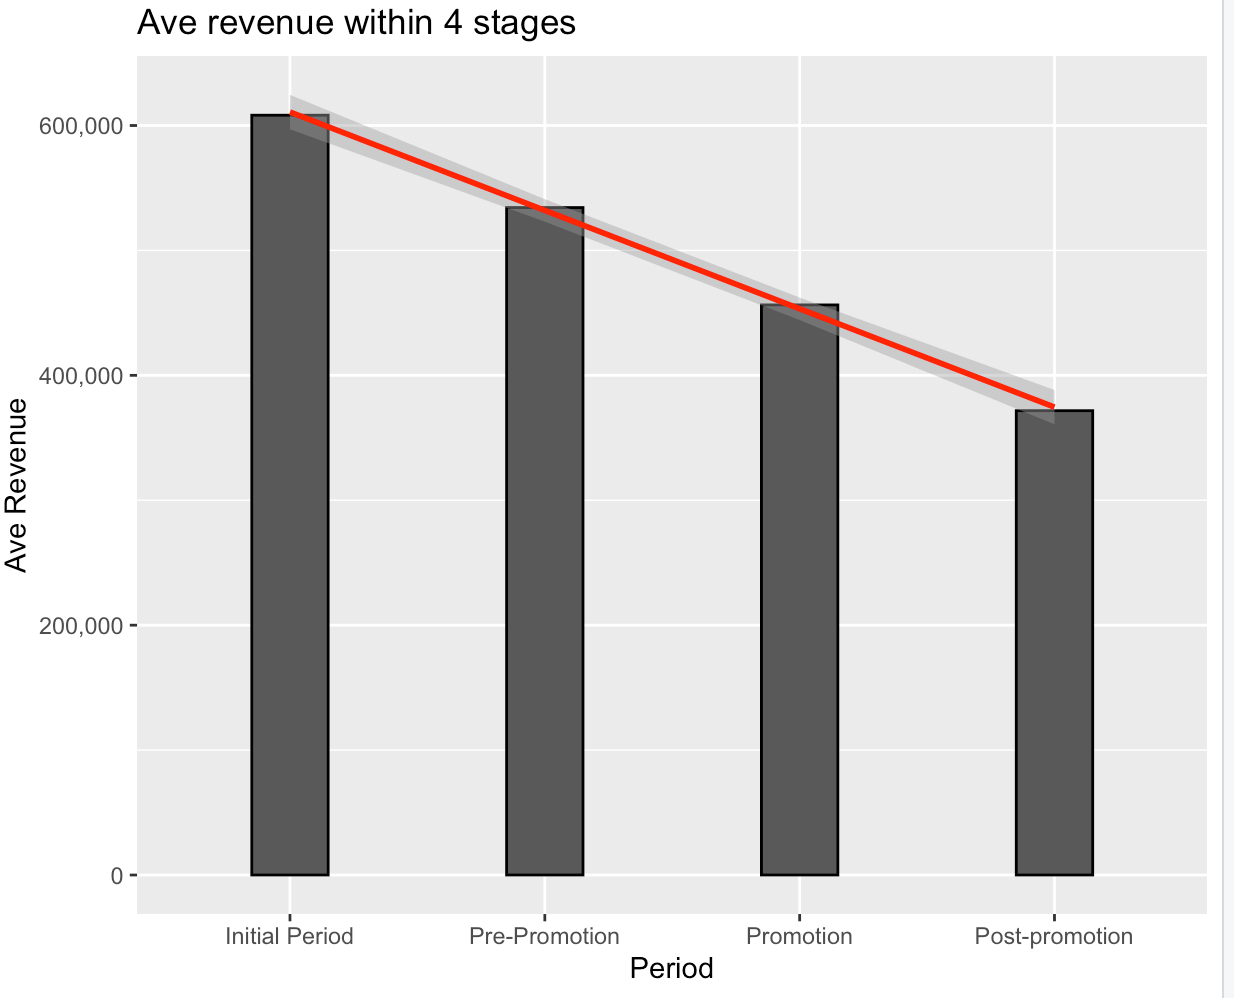 Ave revenue within 4 stages
600,000
400,000
200,000
0
Ave Revenue
Initial Period
Pre-Promotion
Promotion
Post-promotion
Period